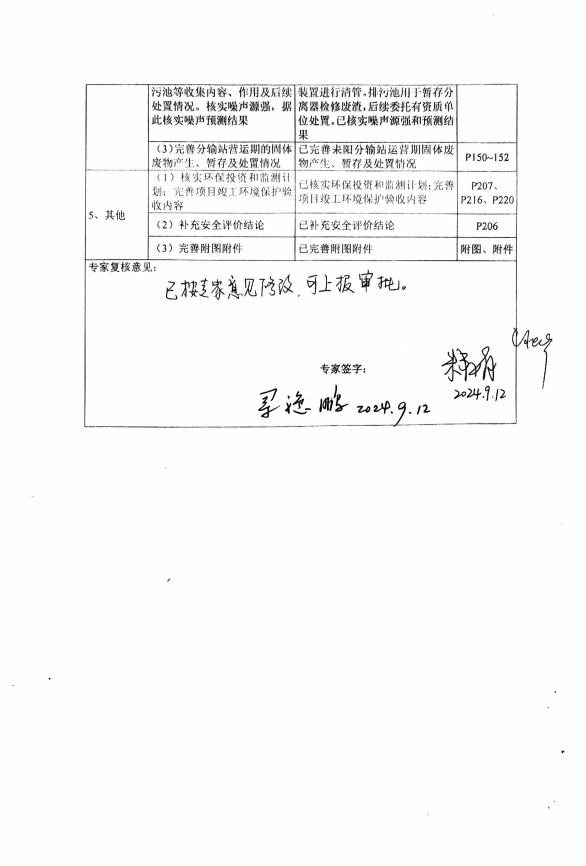 污池等收集内容、作用及后续
处置情况。核实噪声源强，据
此核实噪声预测结果
装置进行清管。排污池用于暂存分
离器检修废渣，后续委托有资质单
位处置。已核实噪声源强和预测结
果
（3）完善分输站营运期的固体
废物产生、暂存及处置情况
已完善耒阳分输站运营期固体废
物产生、暂存及处置情况
P150~152
5、其他
（1）核实环保投资和监测计
划；完善项目竣工环境保护验
收内容
已核实环保投资和监测计划；完善
项目竣工环境保护验收内容
P207、
P216、P220
（2）补充安全评价结论
已补充安全评价结论
P206
（3）完善附图附件
已完善附图附件
附图、附件
专家复核意见：
已按专家意见修改，可上报审批。
专家签字：
2024.9.12
2024.9.12